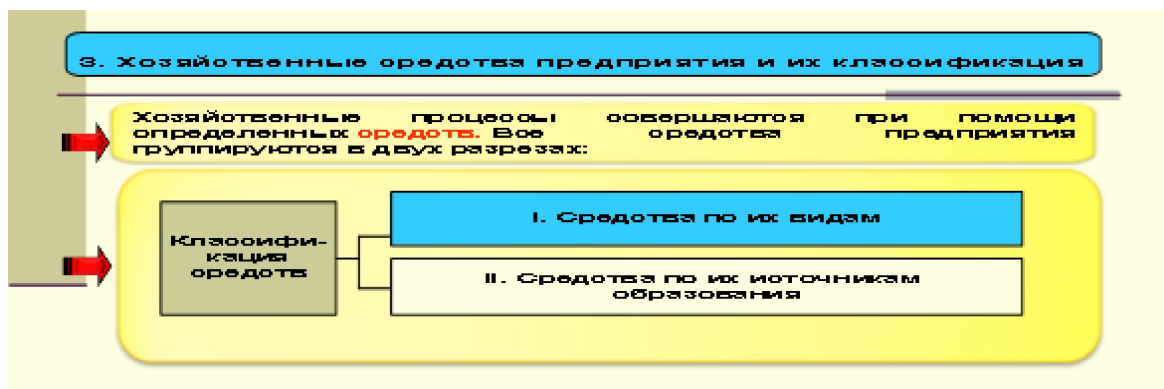 3. Хозяйственные средства предприятия и их классификация
Хозяйственные процессы совершаются при помощи
определенных средств. Все средства предприятия
группируются в двух разрезах:
Классифи-
кация
средств
I. Средства по их видам
II. Средства по их источникам
образования